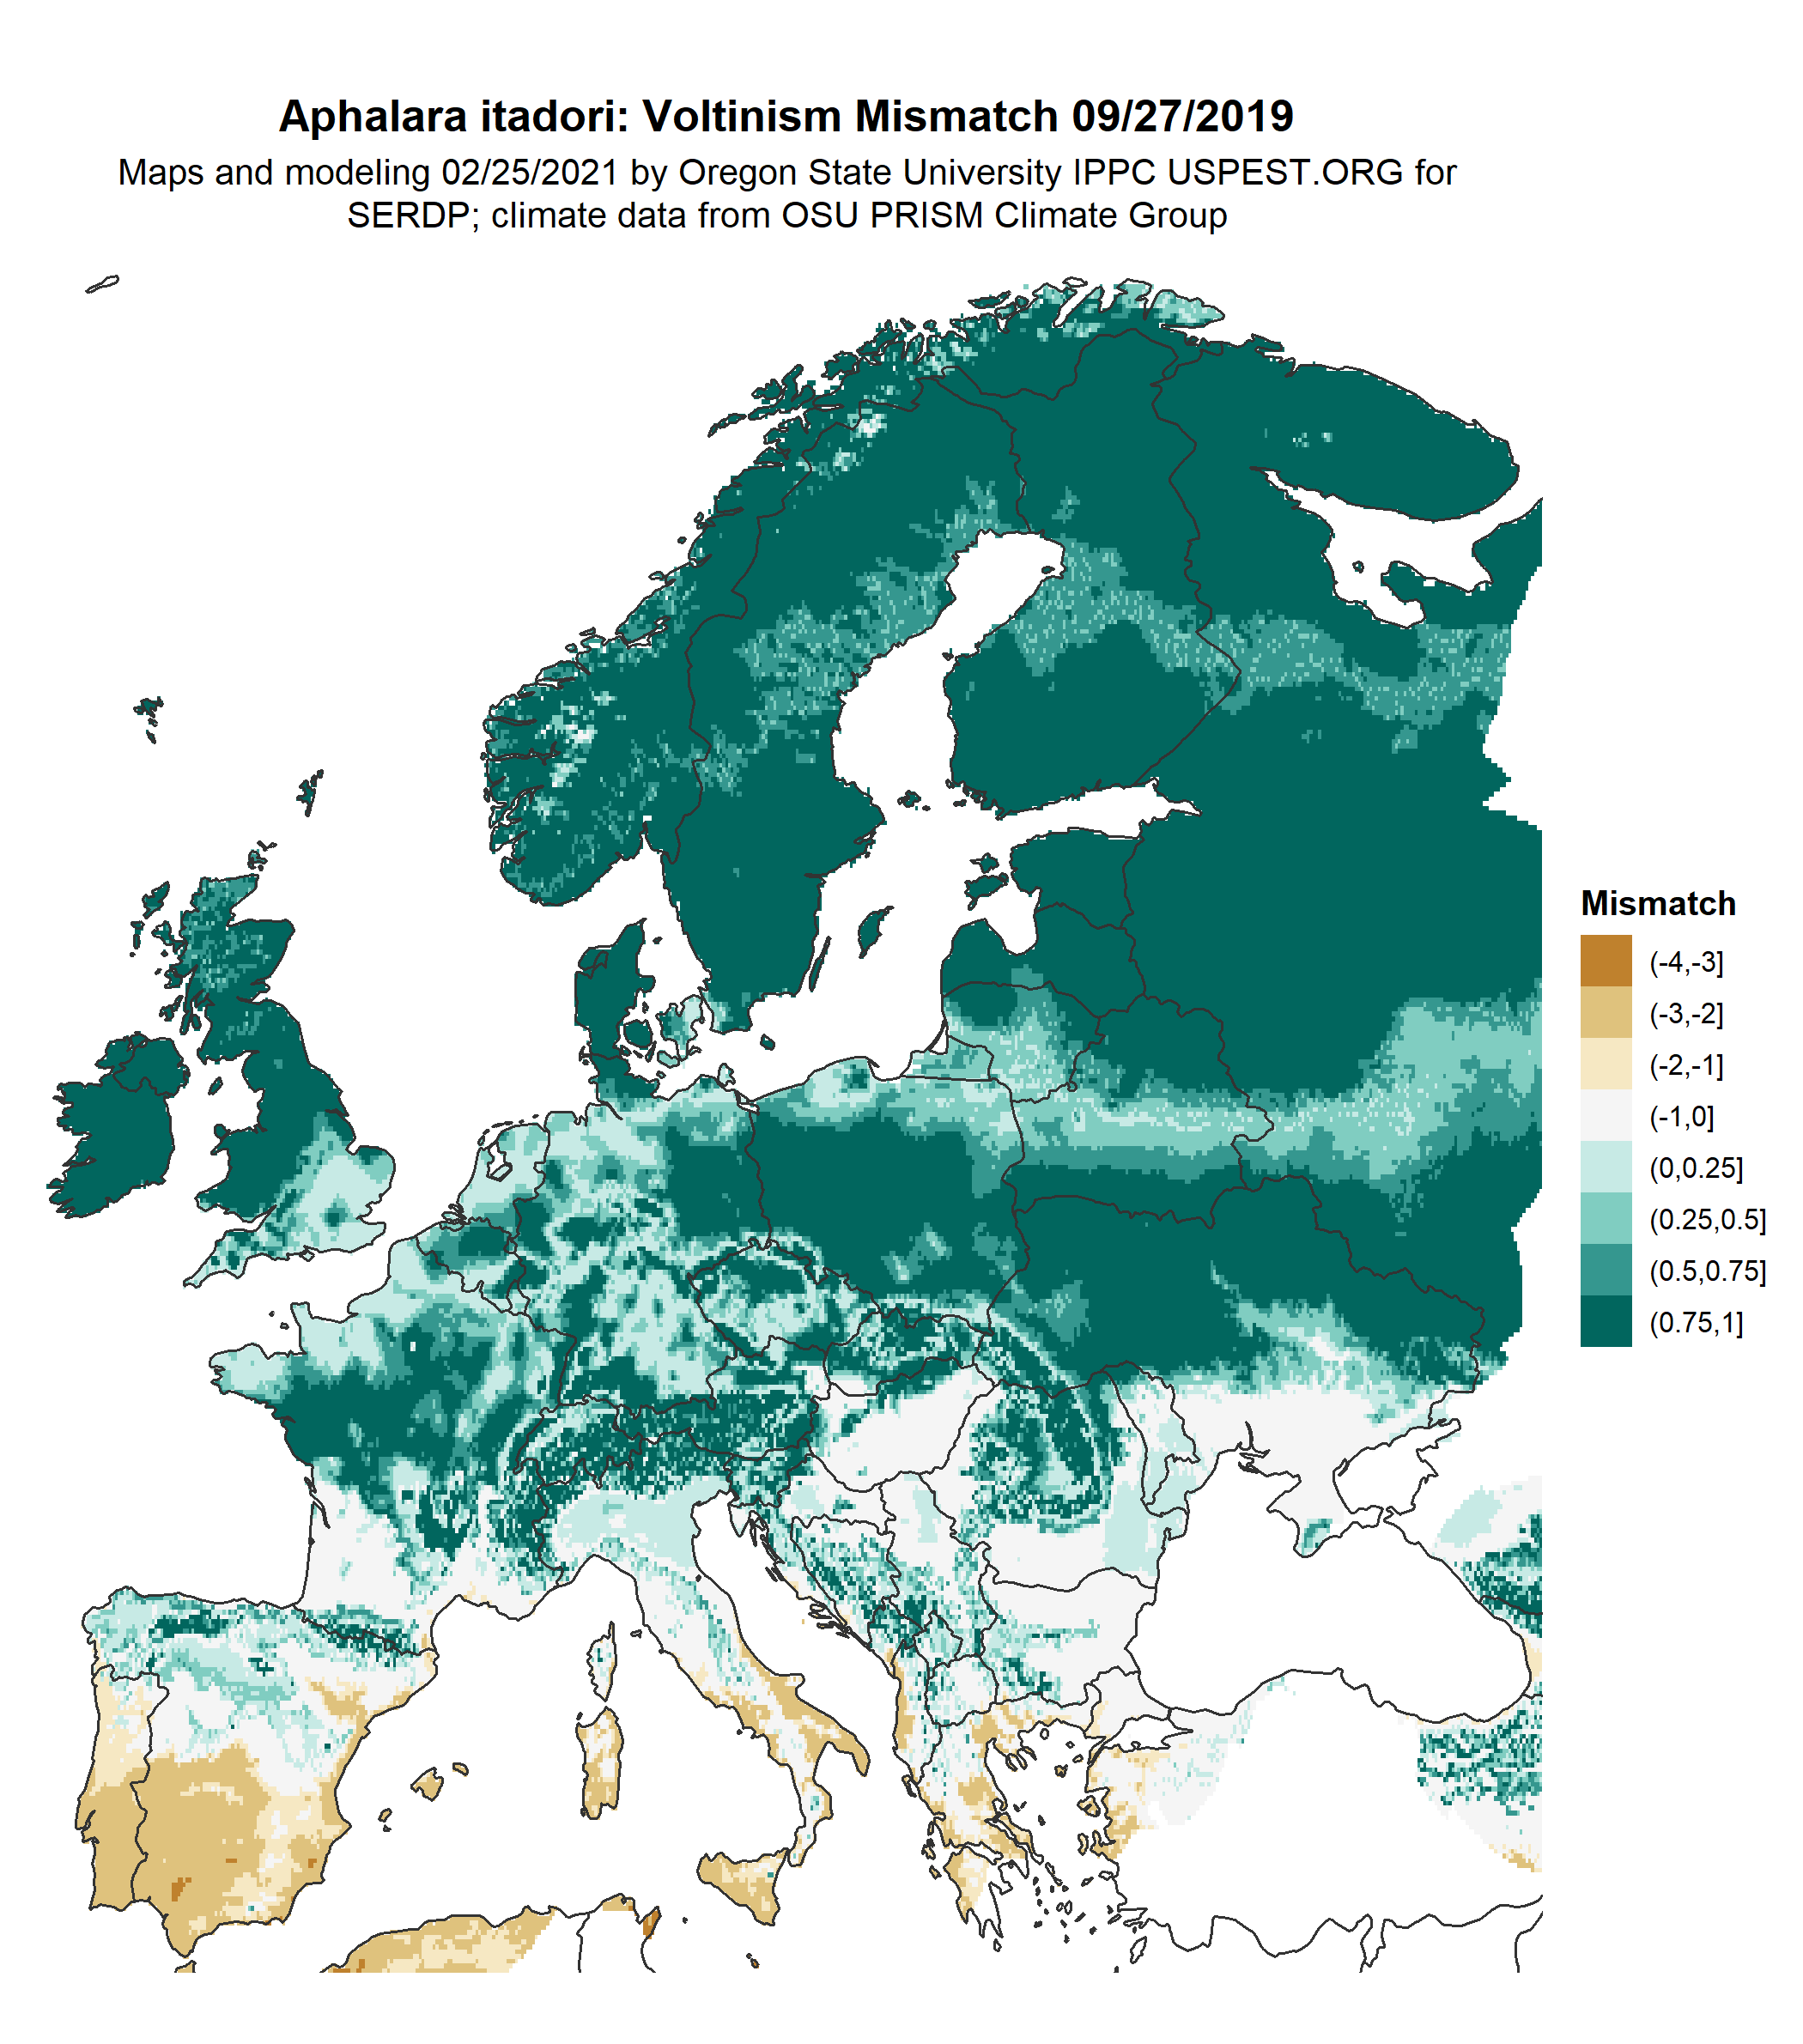 Aphalara itadori: Voltinism Mismatch 09/27/2019
Maps and modeling 02/25/2021 by Oregon State University IPPC USPEST.ORG for
SERDP; climate data from OSU PRISM Climate Group
Mismatch
(-4,-3]
(-3,-2]
(-2,-1]
(-1,0]
(0,0.25]
(0.25,0.5]
(0.5,0.75]
(0.75,1]